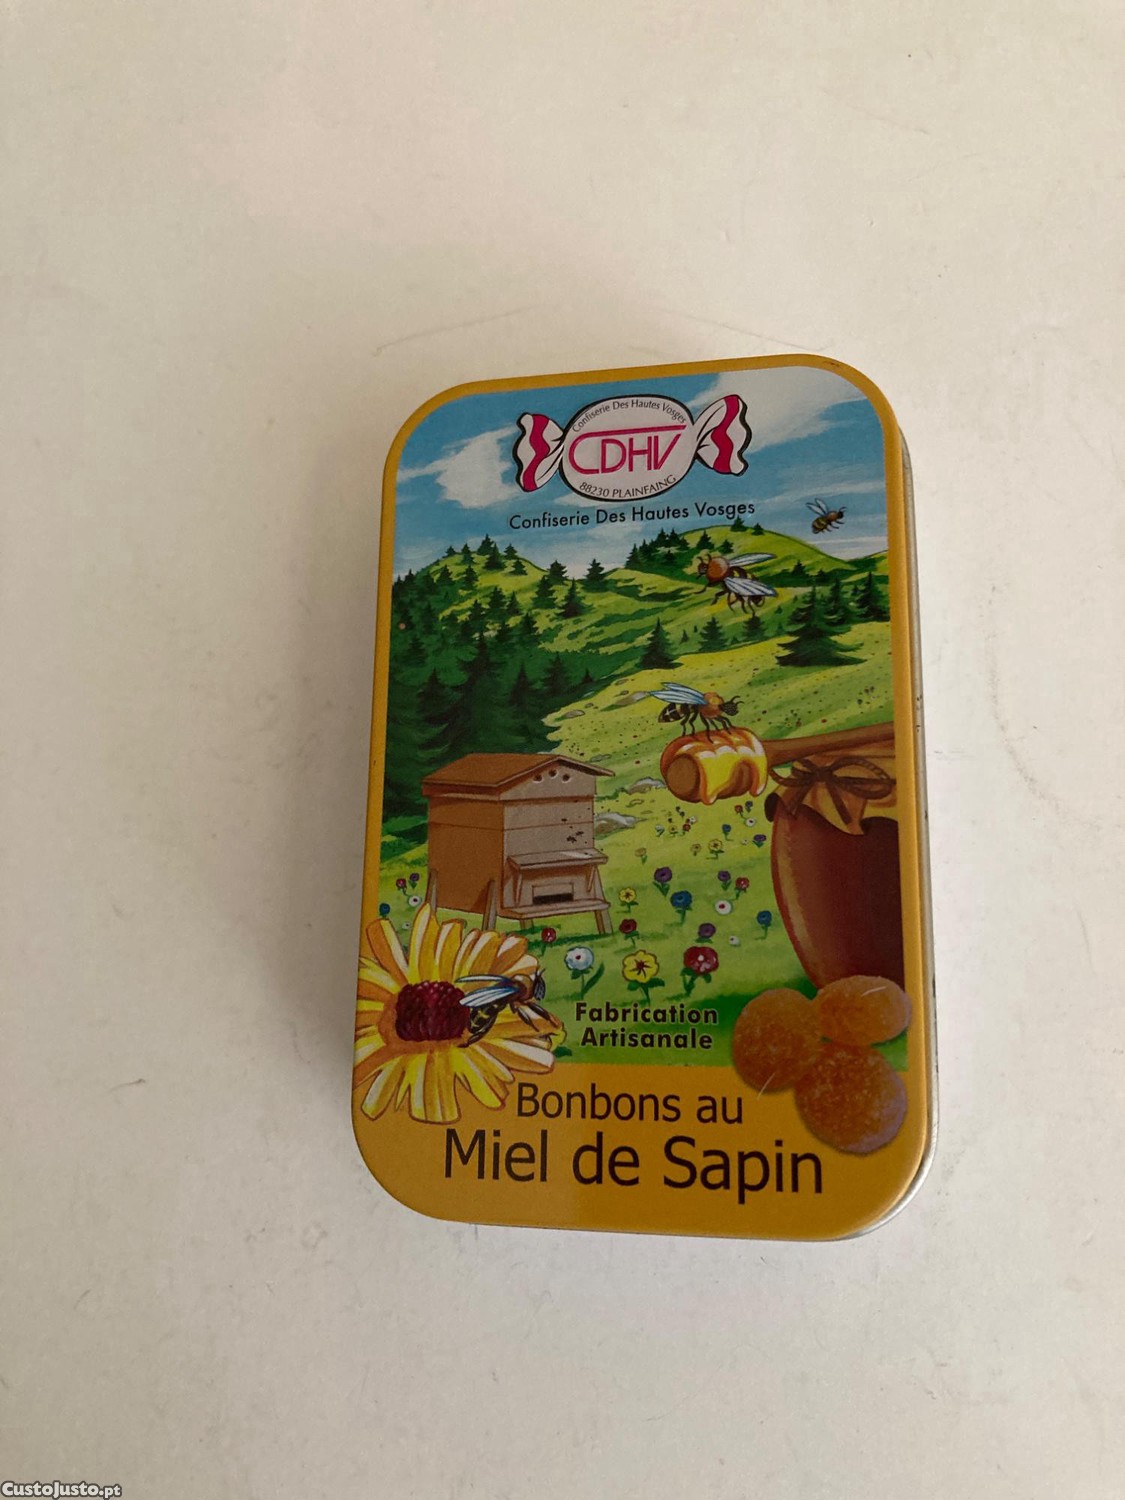 Confiserie Des Hautes Vosges
CDHV
88230 PLAINFAING
Confiserie Des Hautes Vosges
Fabrication
Artisanale
Bonbons au
Miel de Sapin
CustoJusto.pt